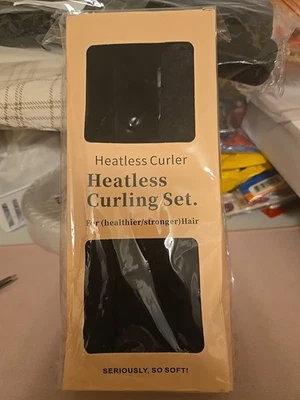 Heatless Curler
Heatless
Curling Set.
For (healthier/stronger)Hair
SERIOUSLY, SO SOFT!